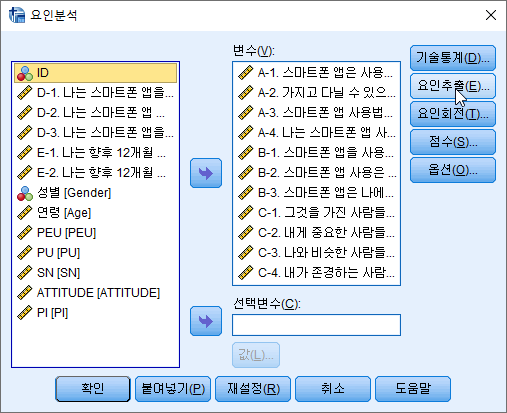 요인분석
ID
D-1. 나는 스마트폰 앱을...
D-2. 나는 스마트폰 앱 ...
D-3. 나는 스마트폰 앱을...
E-1. 나는 향후 12개월 ...
E-2. 나는 향후 12개월 ...
성별 [Gender]
연령 [Age]
PEU [PEU]
PU [PU]
SN [SN]
ATTITUDE [ATTITUDE]
PI [PI]
변수(V):
A-1. 스마트폰 앱은 사용...
A-2. 가지고 다닐 수 있으...
A-3. 스마트폰 앱 사용법...
A-4. 나는 스마트폰 앱 사...
B-1. 스마트폰 앱을 사용...
B-2. 스마트폰 앱 사용은 ...
B-3. 스마트폰 앱은 나에...
C-1. 그것을 가진 사람들...
C-2. 내게 중요한 사람들...
C-3. 나와 비슷한 사람들...
C-4. 내가 존경하는 사람...
선택변수(C):
값(L)...
기술통계(D)...
요인추출(E)...
요인회전(T)...
점수(S)...
옵션(O)...
확인
붙여넣기(P)
재설정(R)
취소
도움말